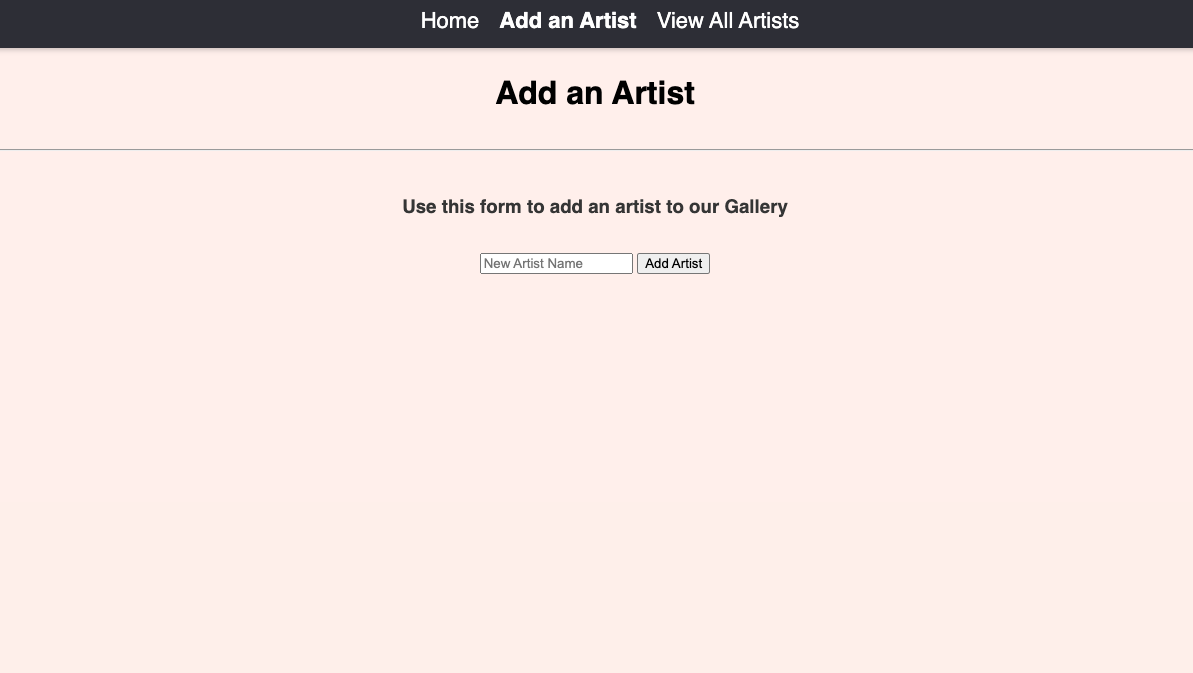 Home Add an Artist View All Artists
Add an Artist
Use this form to add an artist to our Gallery
New Artist Name Add Artist